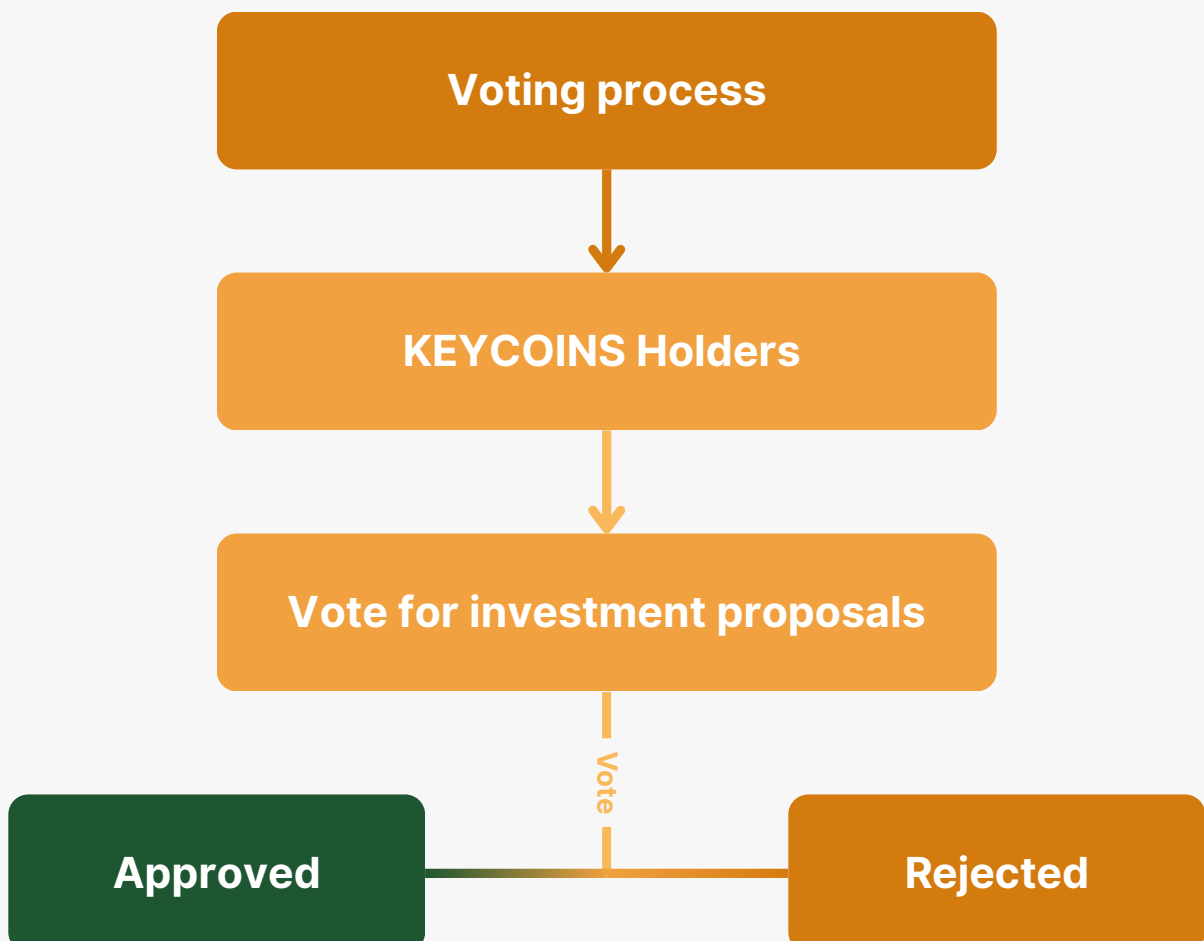 Voting process
KEYCOINS Holders
Vote for investment proposals
Vote
Approved
Rejected